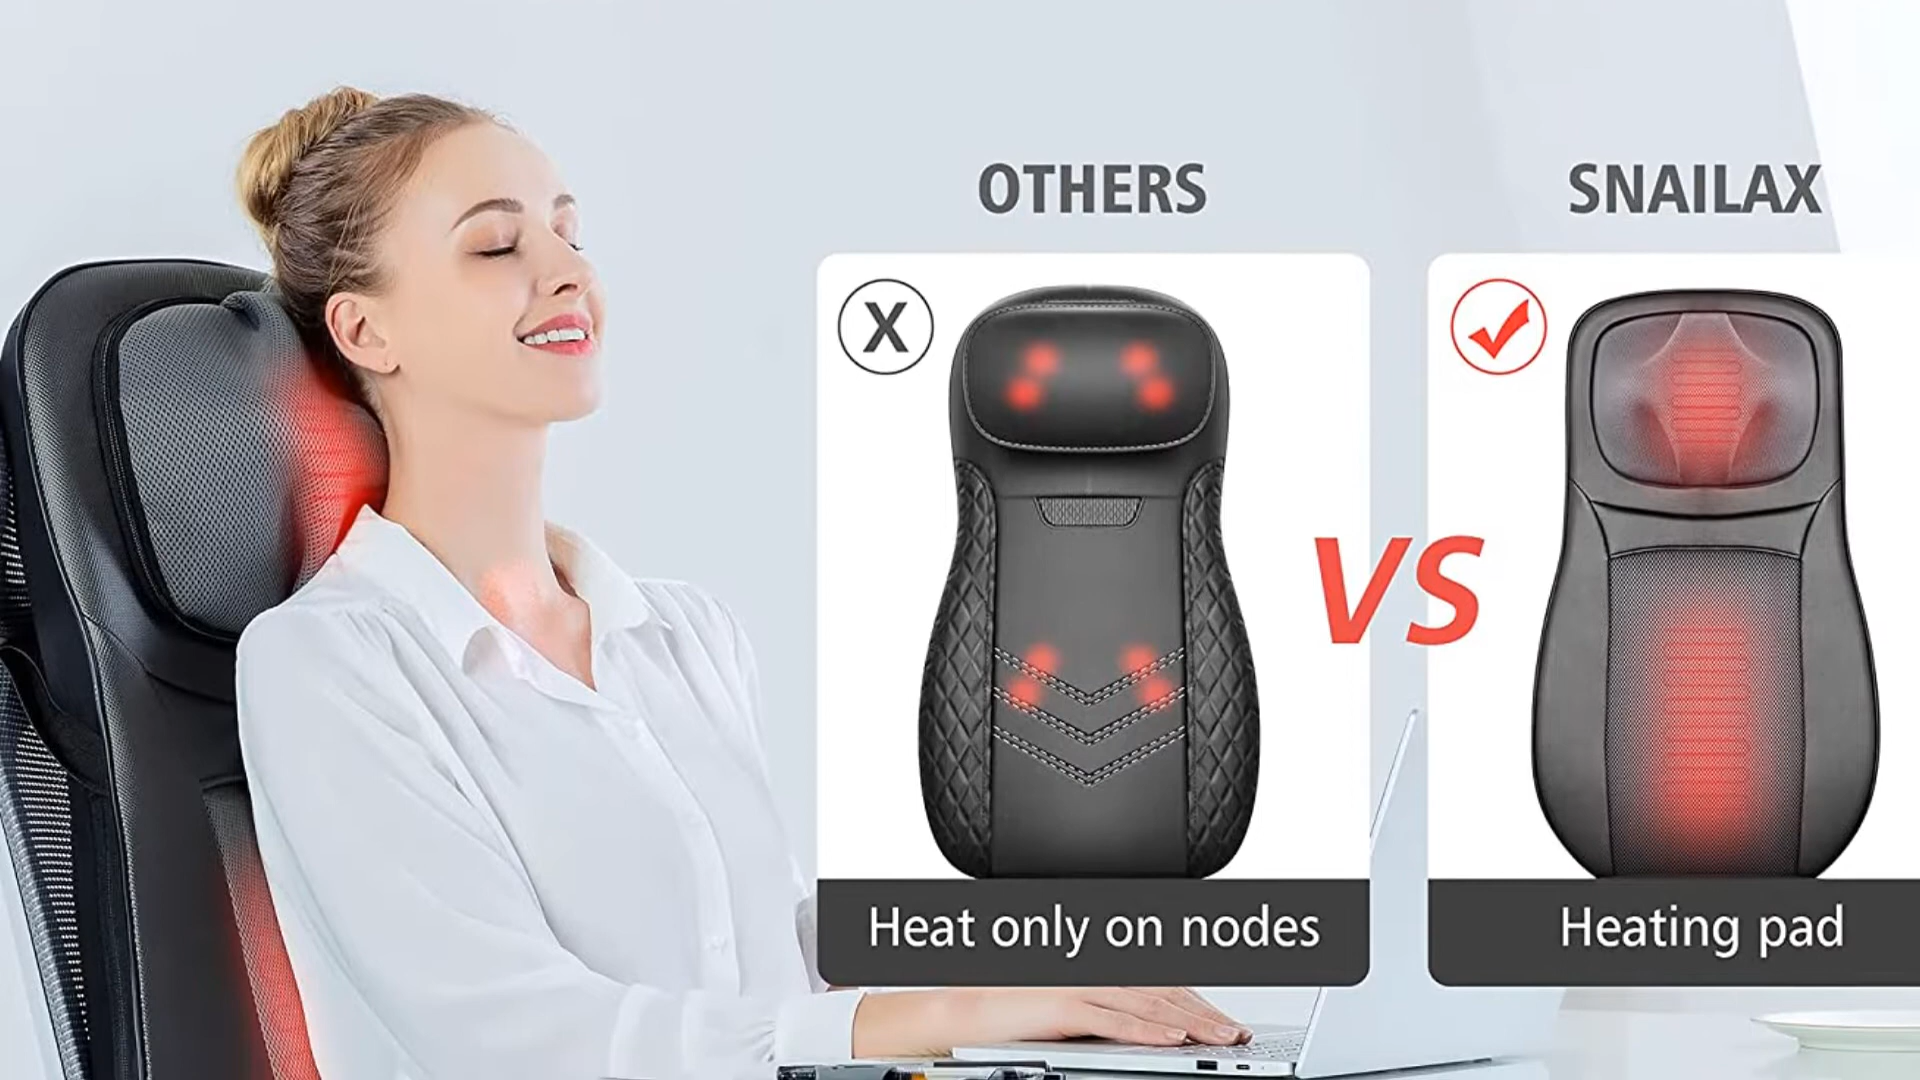 OTHERS
SNAILAX
X
VS
Heat only on nodes
Heating pad